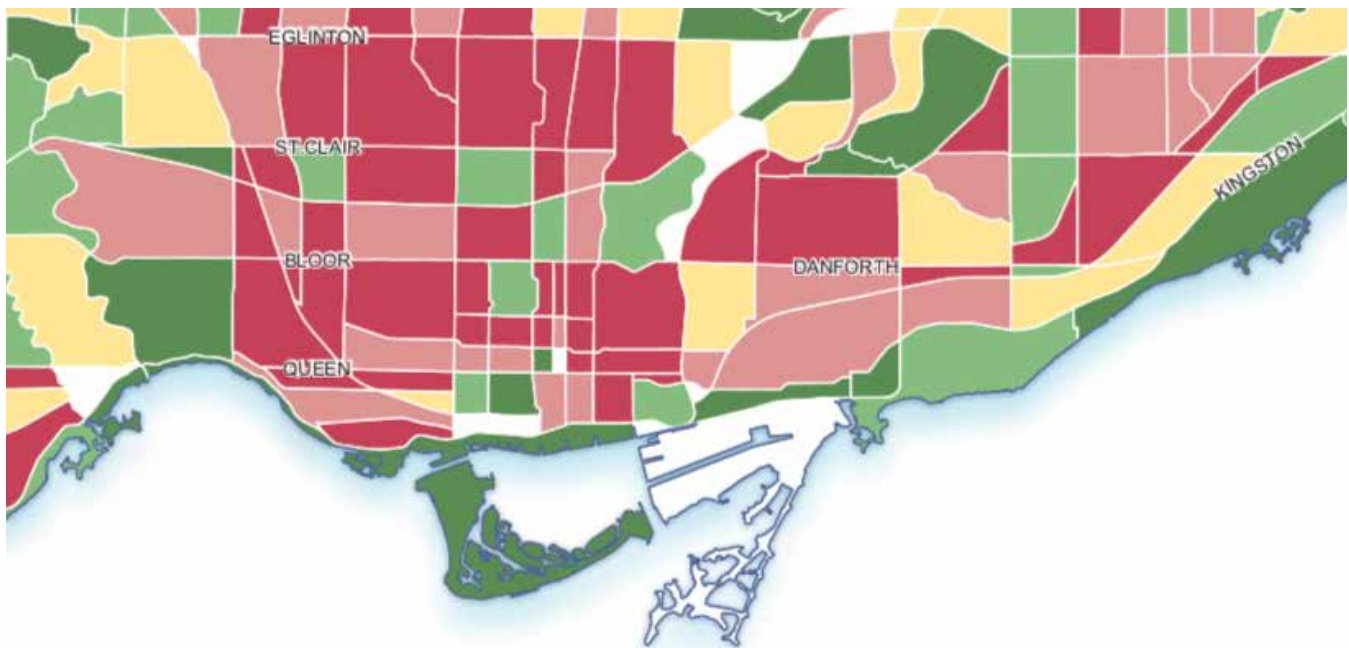 EGLINTON
ST.CLAIR
KINGSTON
BLOOR
DANFORTH
QUEEN